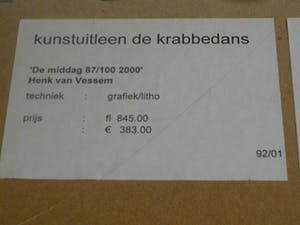 kunstuitleen de krabbedans
'De middag 87/100 2000'
Henk van Vessem
techniek : grafiek/litho
prijs : fl 845.00
: € 383.00
92/01